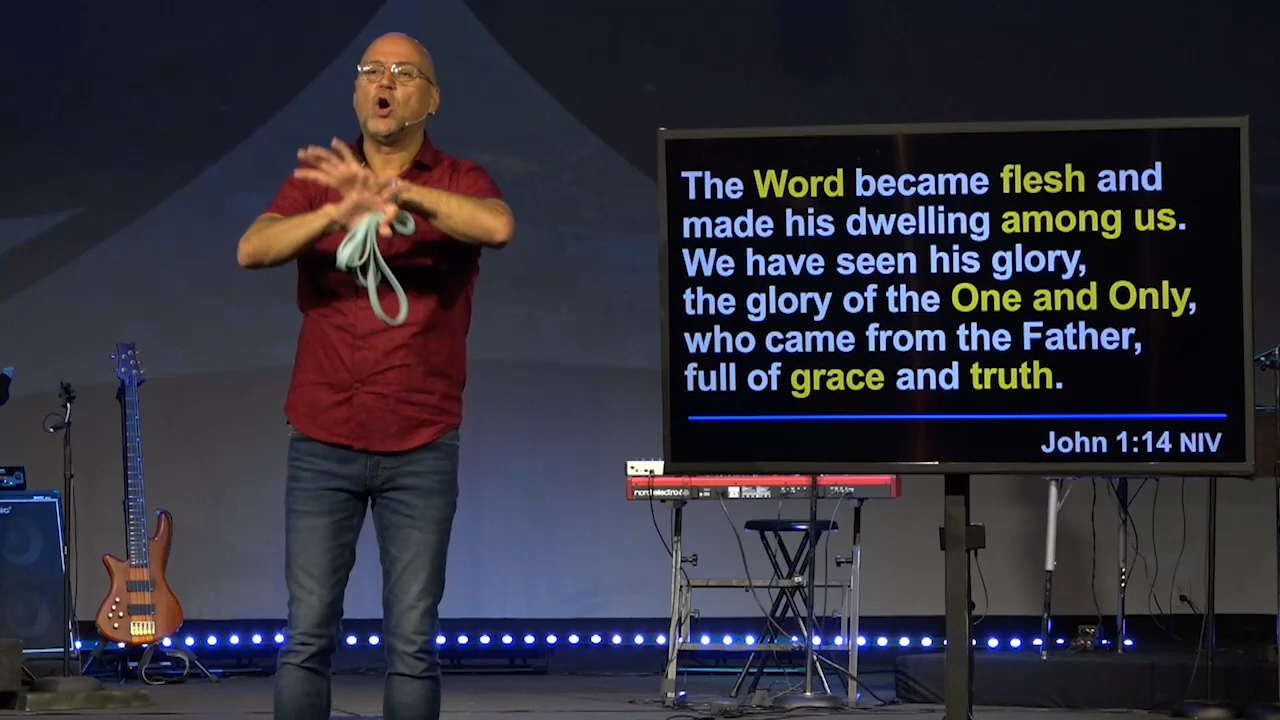 The Word became flesh and
made his dwelling among us.
We have seen his glory,
the glory of the One and Only,
who came from the Father,
full of grace and truth.
John 1:14 NIV
nord electro 6